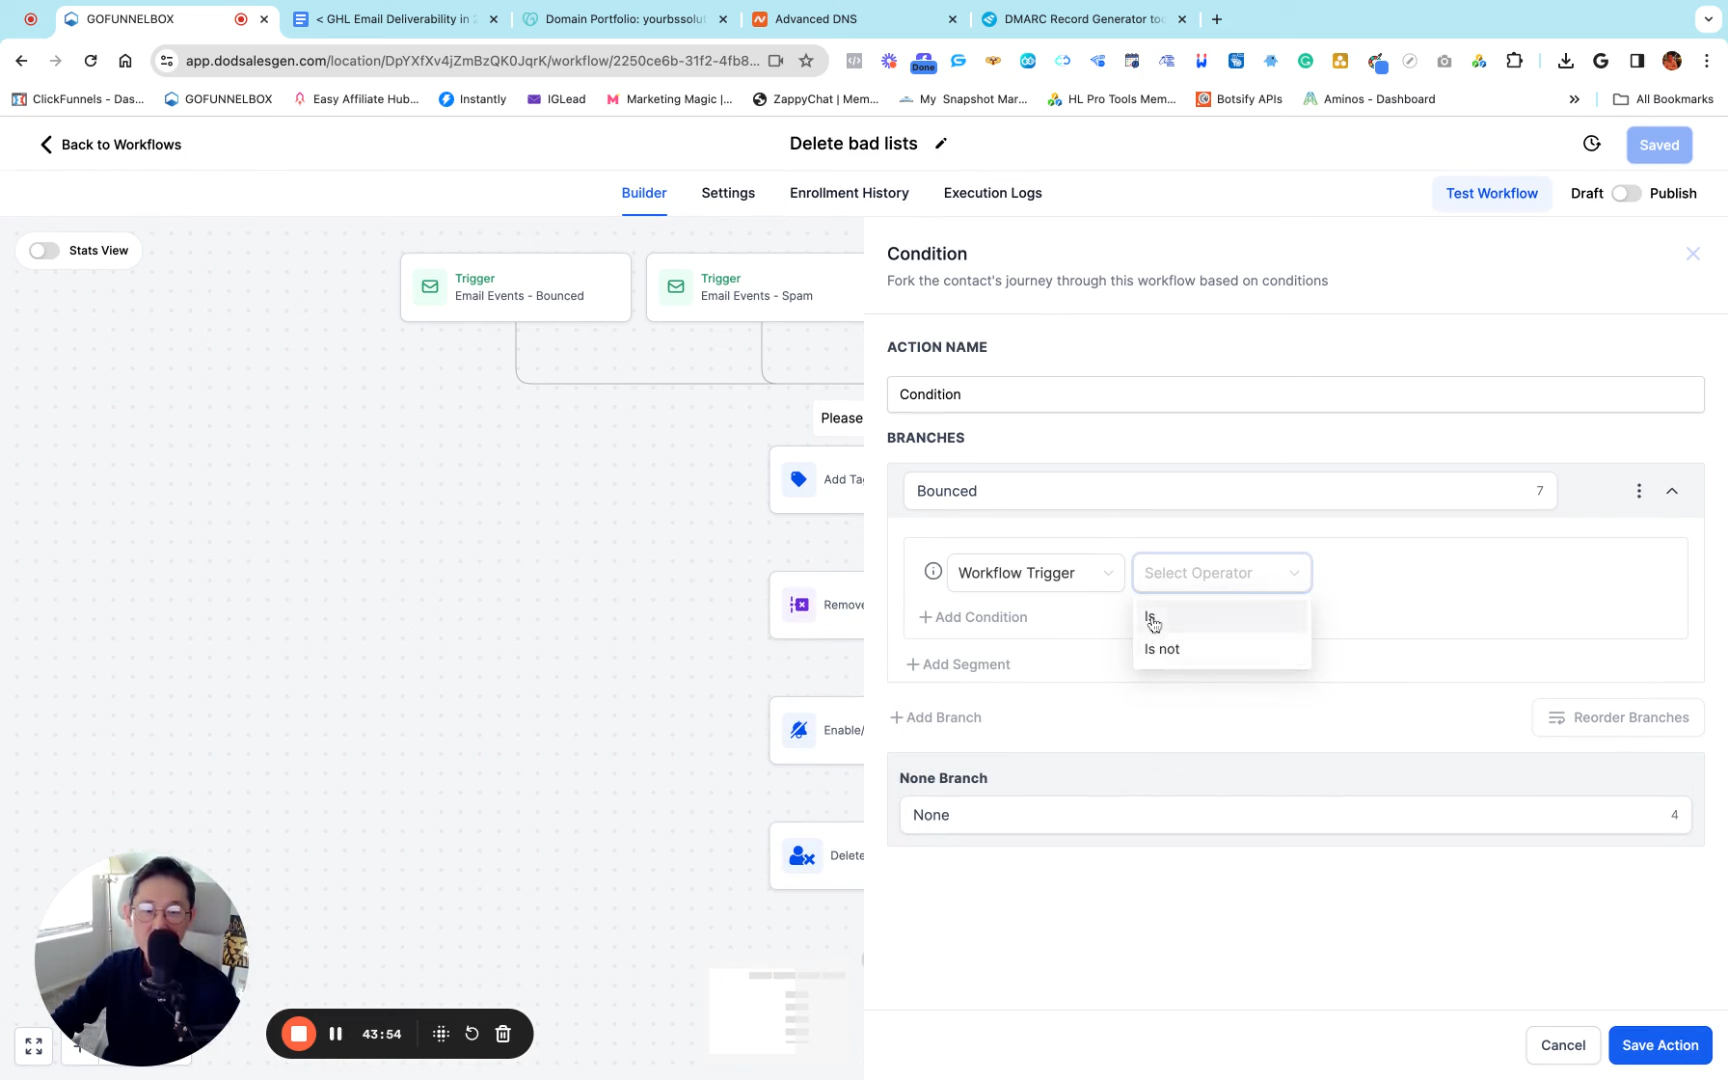 GOFUNNELBOX
< GHL Email Deliverability in 2
Domain Portfolio: yourbssolut
Advanced DNS
DMARC Record Generator too
app.dodsalesgen.com/location/DpYXfXv4jZmBzQK0JqrK/workflow/2250ce6b-31f2-4fb8...
Done
ClickFunnels - Das...
GOFUNNELBOX
Easy Affiliate Hub...
Instantly
IGLead
Marketing Magic |...
ZappyChat | Mem...
My Snapshot Mar...
HL Pro Tools Mem...
Botsify APIs
Aminos - Dashboard
All Bookmarks
Back to Workflows
Delete bad lists
Saved
Builder
Settings
Enrollment History
Execution Logs
Test Workflow
Draft
Publish
Stats View
Trigger
Email Events - Bounced
Trigger
Email Events - Spam
Please
Add Tag
Remove
Enable/
Delete
Condition
Fork the contact's journey through this workflow based on conditions
ACTION NAME
Condition
BRANCHES
Bounced
7
Workflow Trigger
Select Operator
Is
Is not
+ Add Condition
+ Add Segment
+ Add Branch
Reorder Branches
None Branch
None
4
Cancel
Save Action
43:54